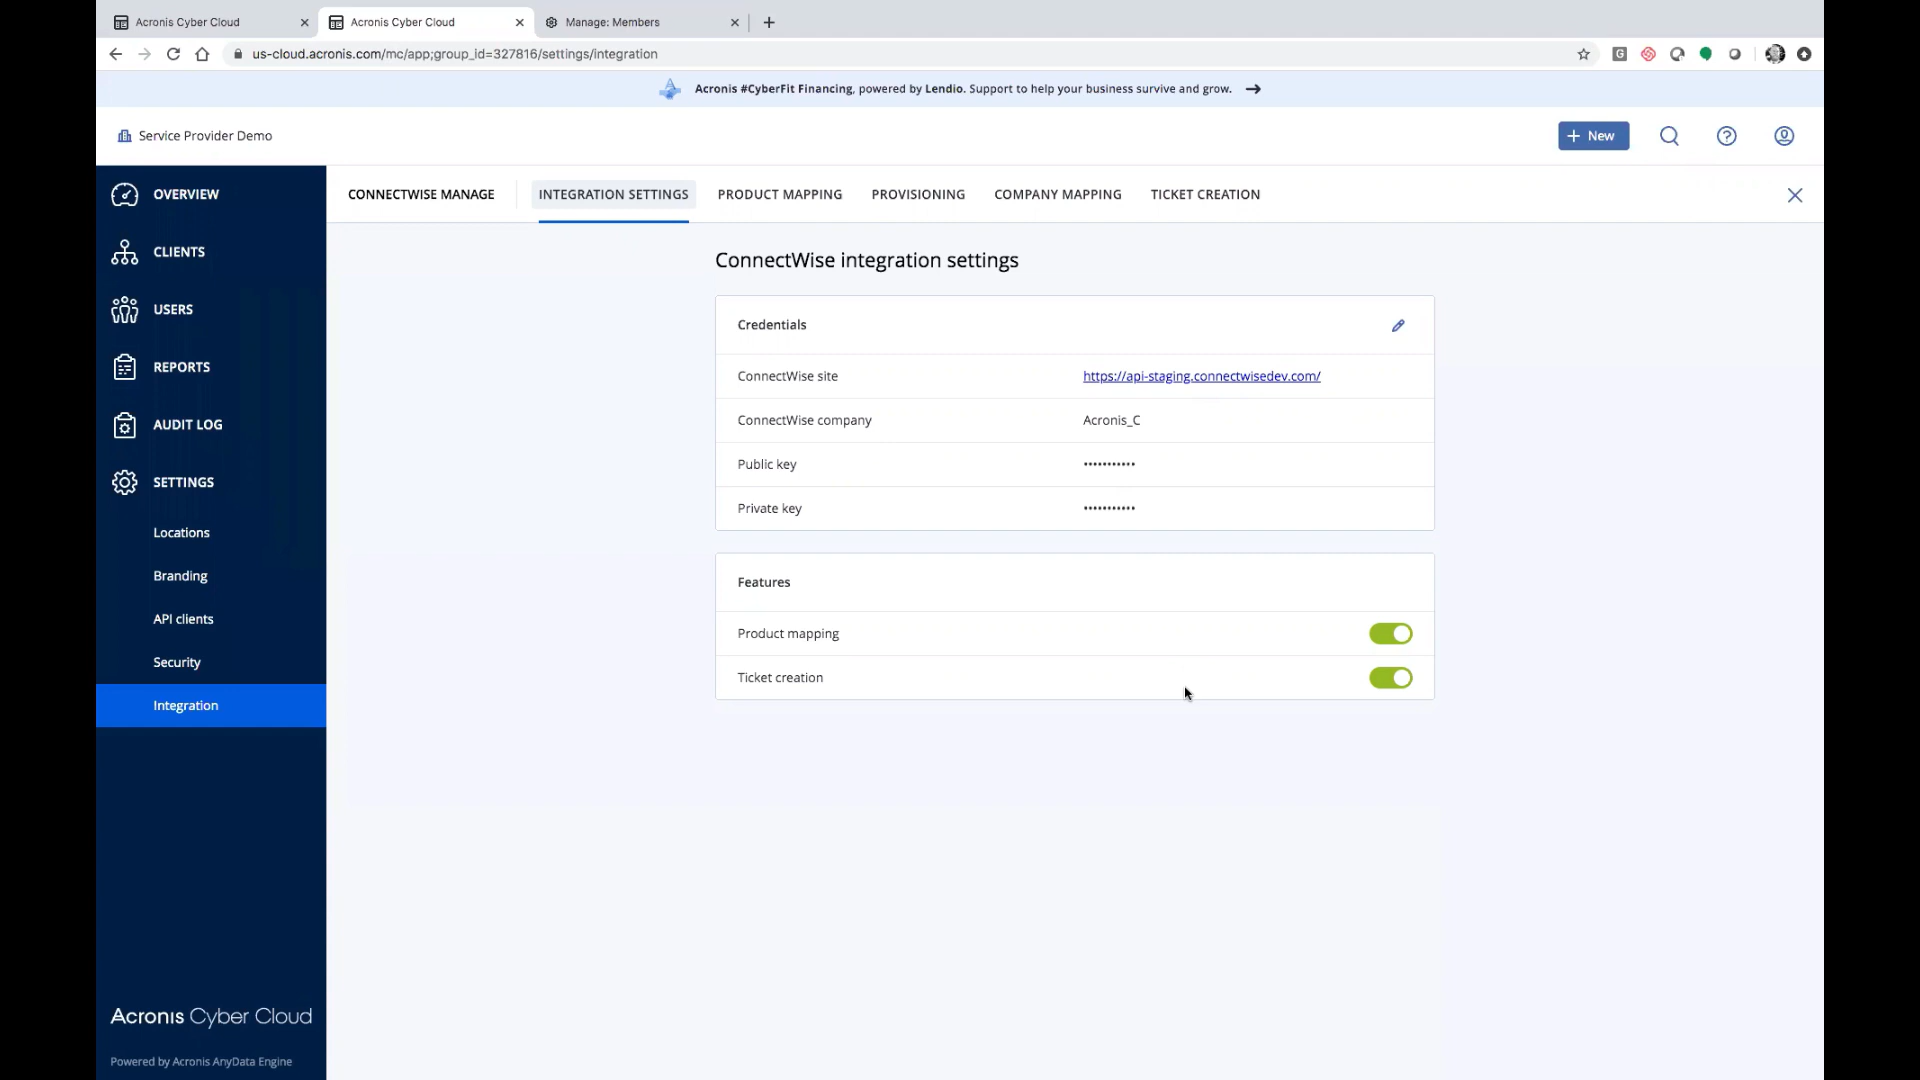 Acronis Cyber Cloud
Acronis Cyber Cloud
Manage: Members
us-cloud.acronis.com/mc/app;group_id=327816/settings/integration
Acronis #CyberFit Financing, powered by Lendio. Support to help your business survive and grow.
Service Provider Demo
New
OVERVIEW
CLIENTS
USERS
REPORTS
AUDIT LOG
SETTINGS
Locations
Branding
API clients
Security
Integration
Acronis Cyber Cloud
Powered by Acronis AnyData Engine
CONNECTWISE MANAGE
INTEGRATION SETTINGS
PRODUCT MAPPING
PROVISIONING
COMPANY MAPPING
TICKET CREATION
ConnectWise integration settings
Credentials
ConnectWise site https://api-staging.connectwisedev.com/
ConnectWise company Acronis_C
Public key •••••••••••
Private key •••••••••••
Features
Product mapping
Ticket creation